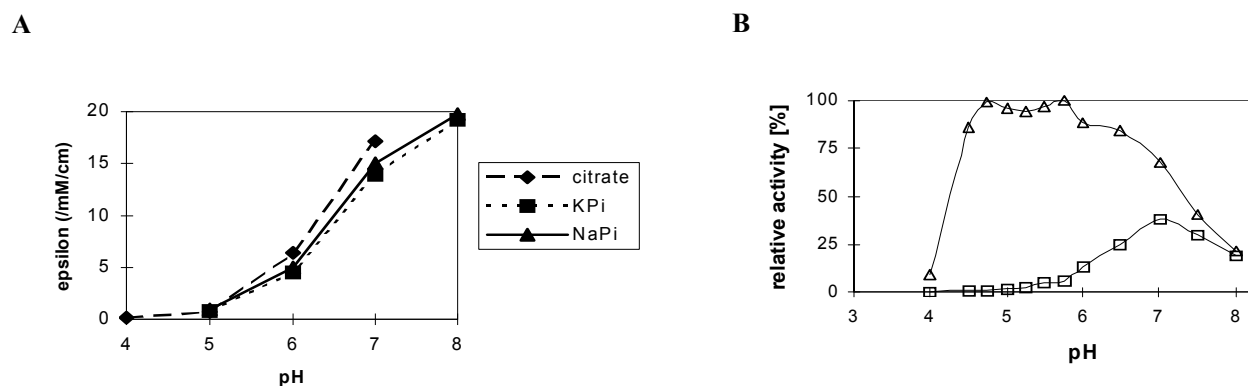 A
B
epsilon (/mM/cm)
20
15
10
5
0
4 5 6 7 8
pH
citrate
KPi
NaPi
relative activity [%]
100
75
50
25
0
3 4 5 6 7 8
pH